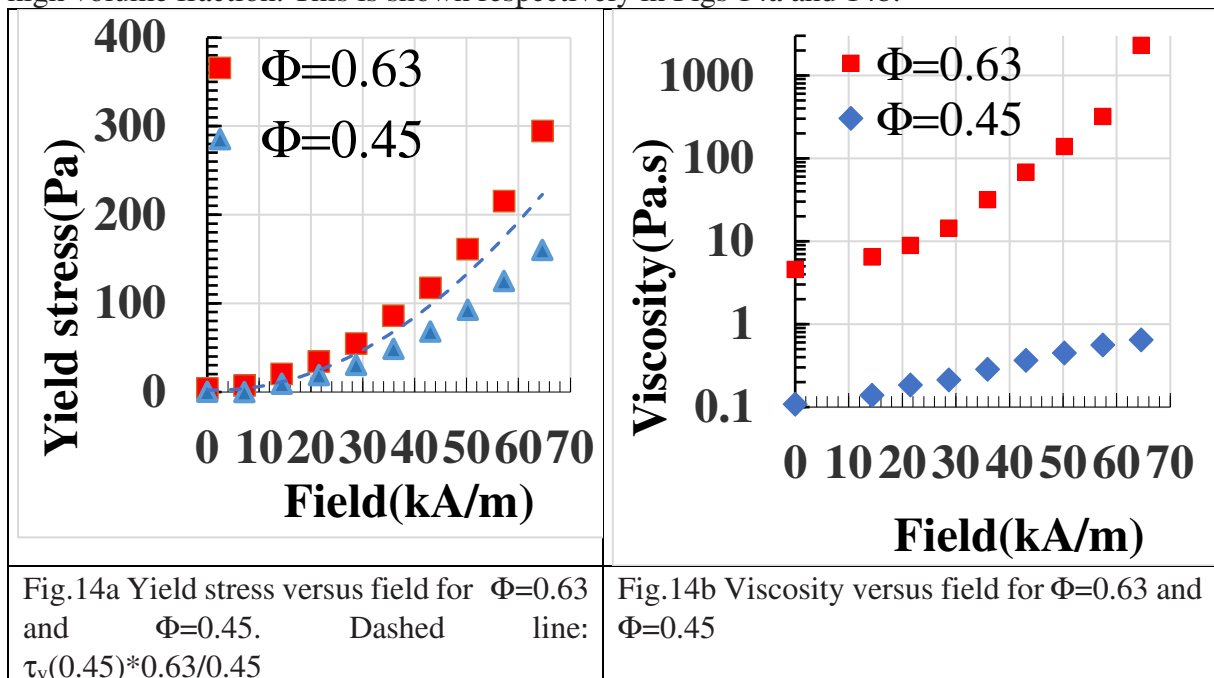 high volume fraction. This is shown respectively in Figs 14a and 14b.
400
300
200
100
0
Yield stress(Pa)
Φ=0.63
Φ=0.45
0 10 20 30 40 50 60 70
Field(kA/m)
1000
100
10
1
0.1
Viscosity(Pa.s)
Φ=0.63
Φ=0.45
0 10 20 30 40 50 60 70
Field(kA/m)
Fig.14a Yield stress versus field for Φ=0.63
and Φ=0.45. Dashed line:
τy(0.45)*0.63/0.45
Fig.14b Viscosity versus field for Φ=0.63 and
Φ=0.45